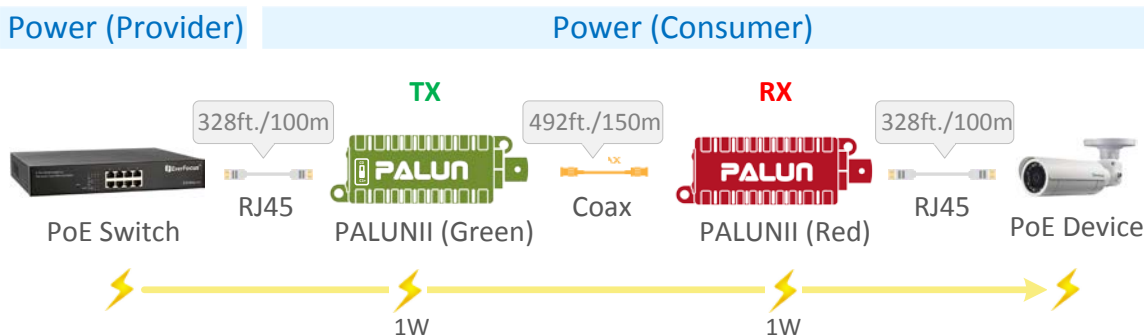 Power (Provider)
Power (Consumer)
TX
RX
328ft./100m
492ft./150m
328ft./100m
EverFocus
PALUN
PALUN
RJ45
Coax
RJ45
PoE Switch
PALUNII (Green)
PALUNII (Red)
PoE Device
1W
1W